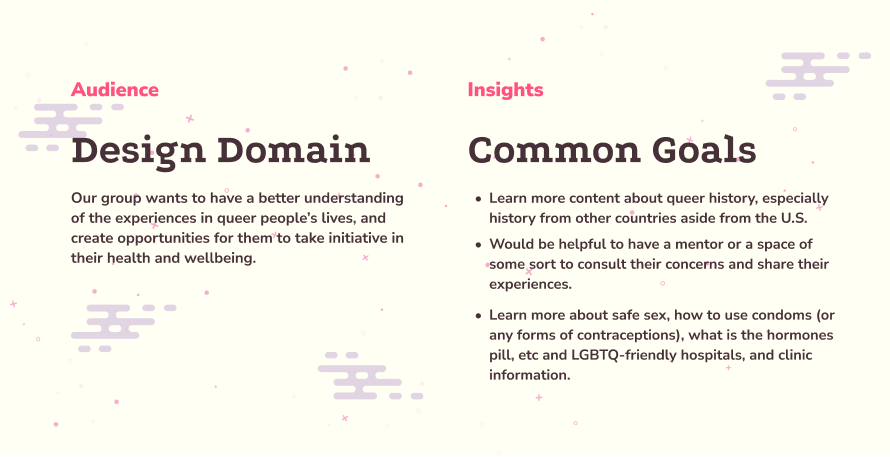 Audience
Design Domain
Our group wants to have a better understanding
of the experiences in queer people's lives, and
create opportunities for them to take initiative in
their health and wellbeing.
Insights
Common Goals
• Learn more content about queer history, especially
history from other countries aside from the U.S.
• Would be helpful to have a mentor or a space of
some sort to consult their concerns and share their
experiences.
• Learn more about safe sex, how to use condoms (or
any forms of contraceptions), what is the hormones
pill, etc and LGBTQ-friendly hospitals, and clinic
information.